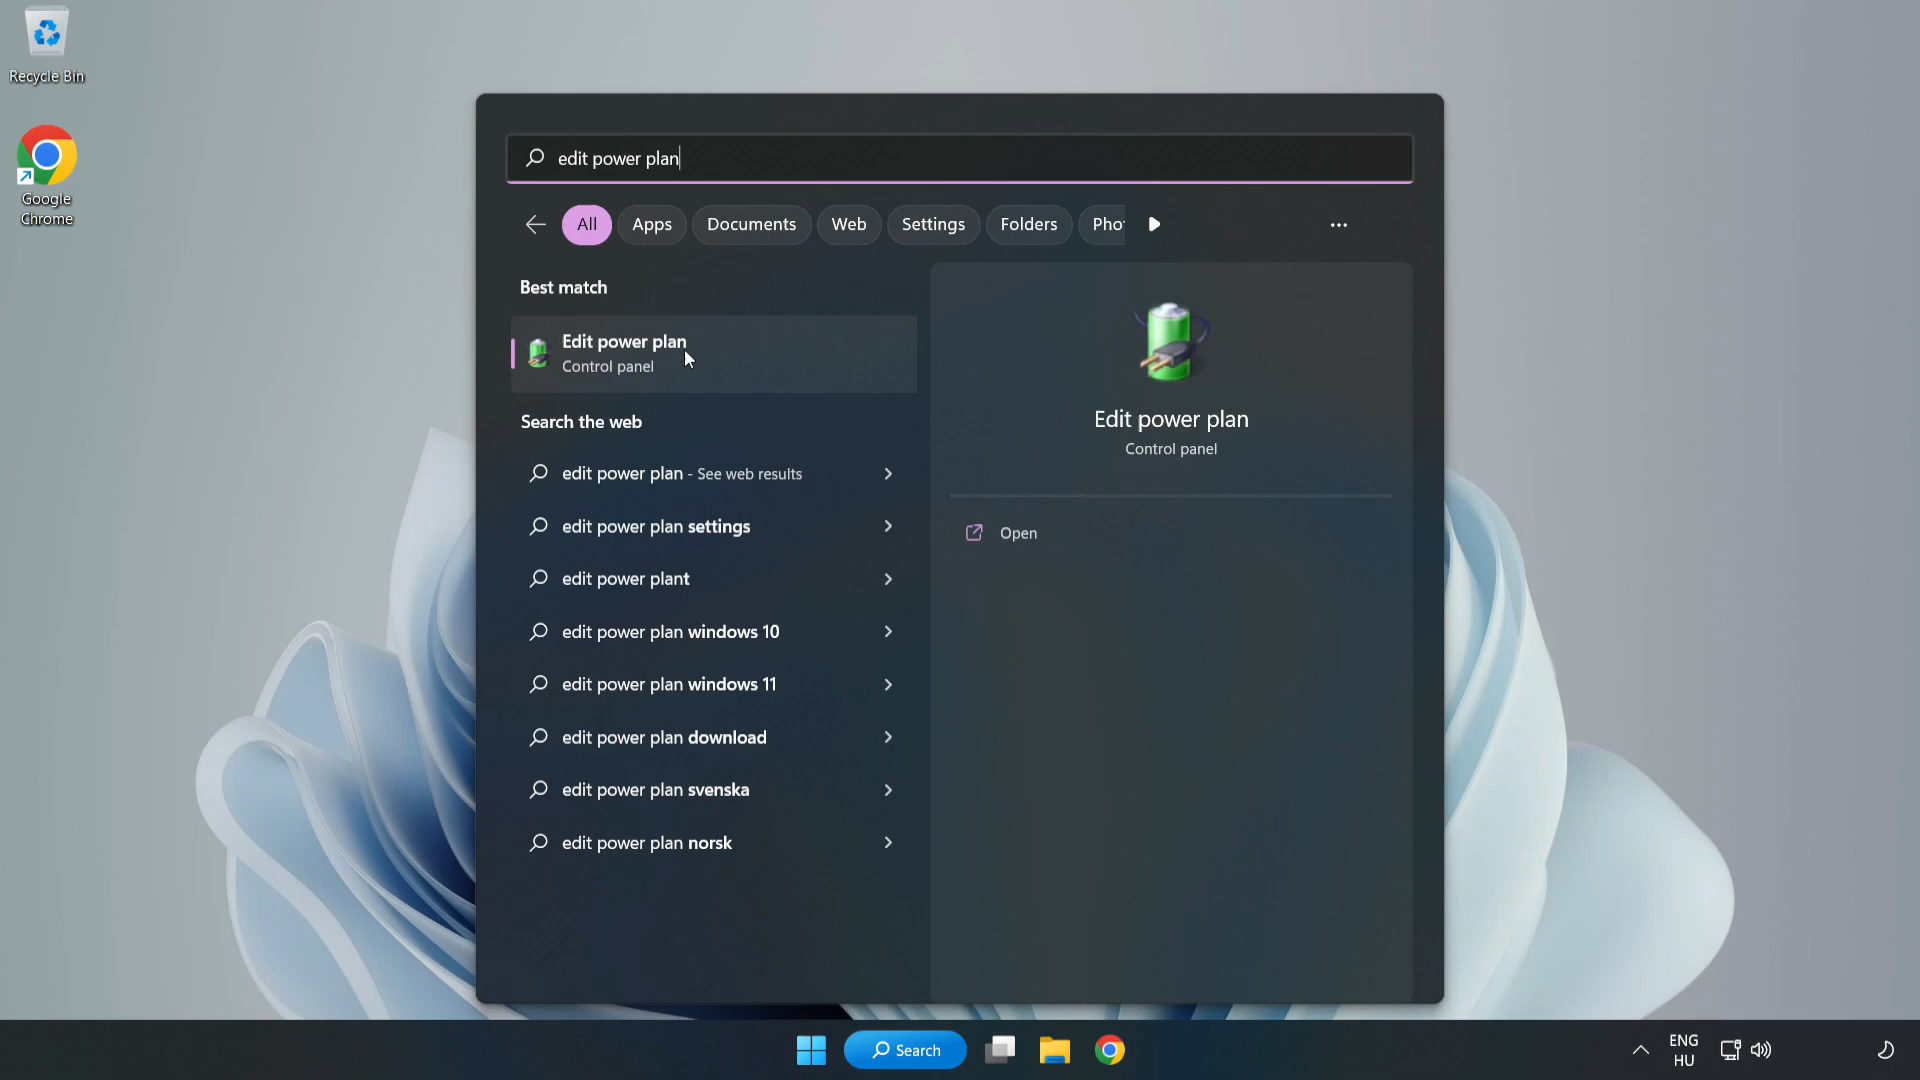 Recycle Bin
Google
Chrome
edit power plan
All
Apps
Documents
Web
Settings
Folders
Pho
Best match
Edit power plan
Control panel
Search the web
edit power plan - See web results
edit power plan settings
edit power plant
edit power plan windows 10
edit power plan windows 11
edit power plan download
edit power plan svenska
edit power plan norsk
Edit power plan
Control panel
Open
Search
ENG
HU